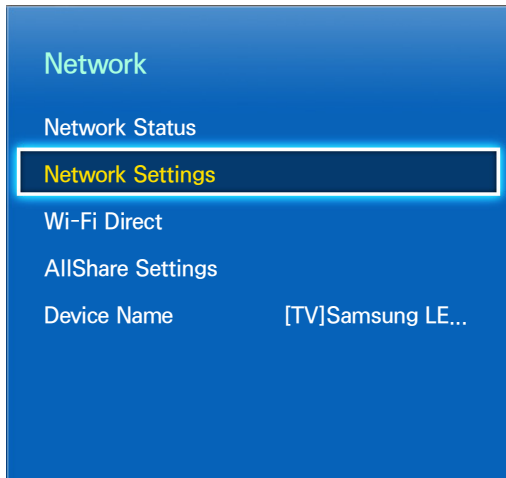 Network
Network Status
Network Settings
Wi-Fi Direct
AllShare Settings
Device Name [TV]Samsung LE...